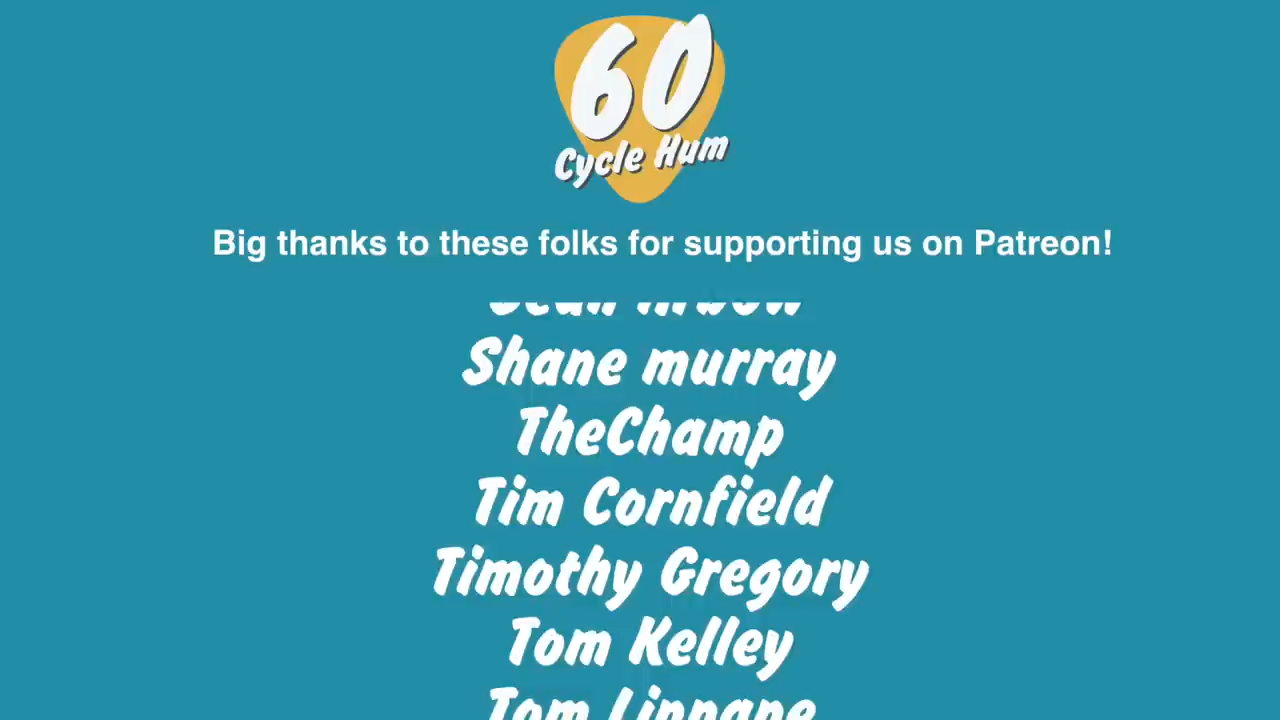 60
Cycle Hum
Big thanks to these folks for supporting us on Patreon!
Shane murray
TheChamp
Tim Cornfield
Timothy Gregory
Tom Kelley
Tom